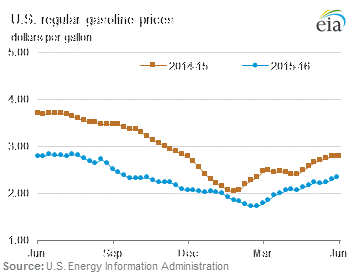 U.S. regular gasoline prices
dollars per gallon
eia
5.00
2014-15 2015-16
4.00
3.00
2.00
1.00
Jun Sep Dec Mar Jun
Source: U.S. Energy Information Administration